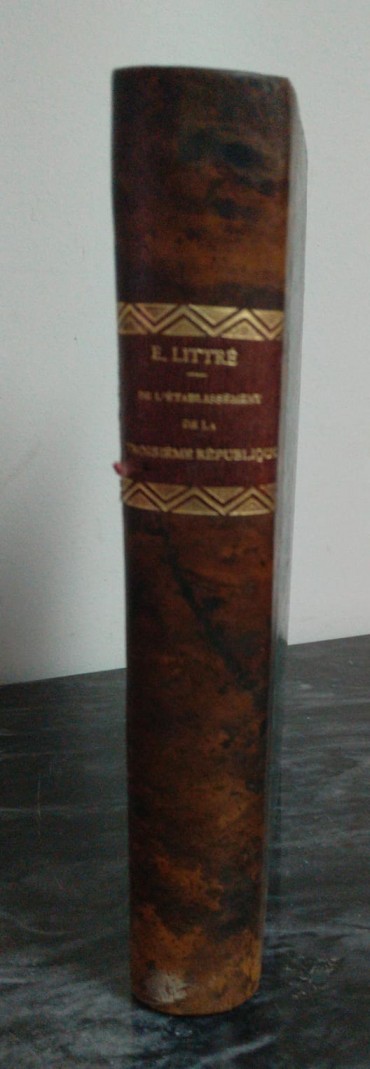 E. LITTRÉ
DE L'ÉTABLISSEMENT
DE LA
TROISIÈME RÉPUBLIQUE